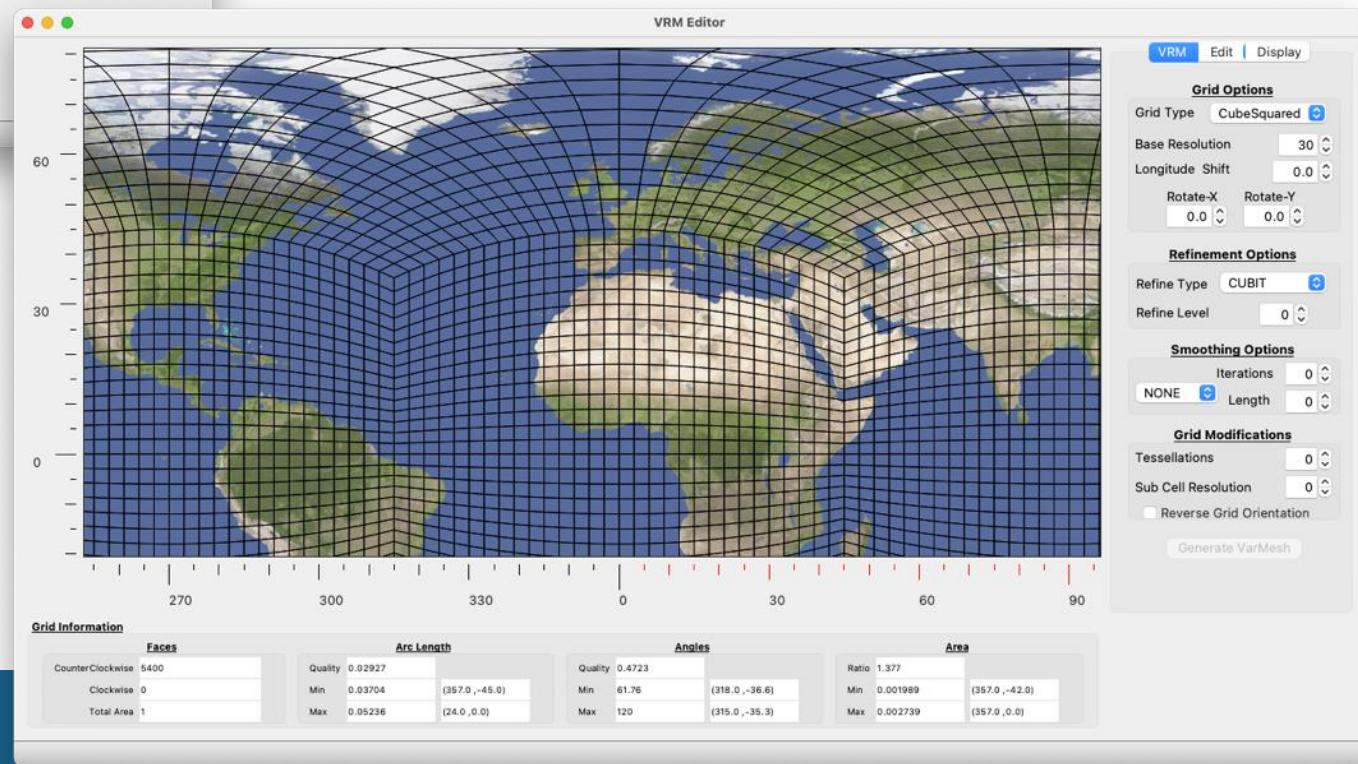 VRM Editor
VRM Edit Display
Grid Options
Grid Type CubeSquared
Base Resolution 30
Longitude Shift 0.0
Rotate-X Rotate-Y
0.0 0.0
Refinement Options
Refine Type CUBIT
Refine Level 0
Smoothing Options
Iterations 0
NONE Length 0
Grid Modifications
Tessellations 0
Sub Cell Resolution 0
Reverse Grid Orientation
Generate VarMesh
60
30
0
270 300 330 0 30 60 90
Grid Information
Faces Arc Length Angles Area
CounterClockwise 5400 Quality 0.02927 Quality 0.4723 Ratio 1.377
Clockwise 0 Min 0.03704 (357.0 ,-45.0) Min 61.76 (318.0 ,-36.6) Min 0.001989 (357.0 ,-42.0)
Total Area 1 Max 0.05236 (24.0 ,0.0) Max 120 (315.0 ,-35.3) Max 0.002739 (357.0 ,0.0)